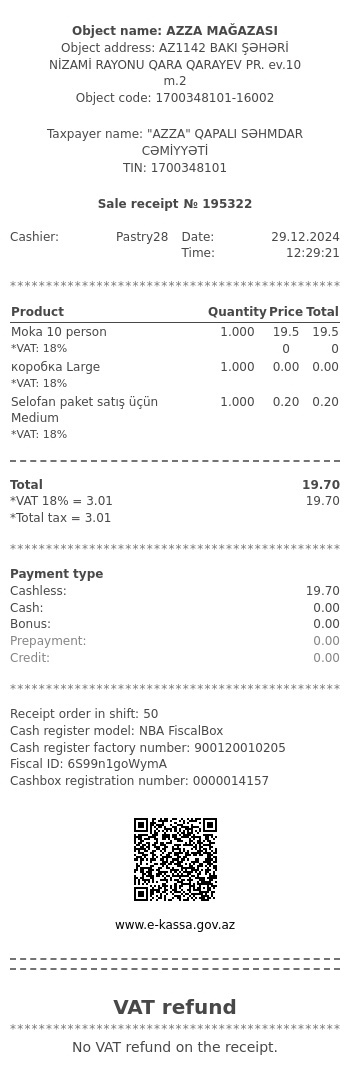 Object name: AZZA MAĞAZASI
Object address: AZ1142 BAKI ŞƏHƏRİ
NİZAMİ RAYONU QARA QARAYEV PR. ev.10
m.2
Object code: 1700348101-16002
Taxpayer name: "AZZA" QAPALI SƏHMDAR
CƏMİYYƏTİ
TIN: 1700348101
Sale receipt № 195322
Cashier: Pastry28 Date: 29.12.2024
Time: 12:29:21
********************************************
Product Quantity Price Total
Moka 10 person 1.000 19.5 19.5
*VAT: 18% 0 0
коробка Large 1.000 0.00 0.00
*VAT: 18%
Selofan paket satış üçün 1.000 0.20 0.20
Medium
*VAT: 18%
Total 19.70
*VAT 18% = 3.01 19.70
*Total tax = 3.01
********************************************
Payment type
Cashless: 19.70
Cash: 0.00
Bonus: 0.00
Prepayment: 0.00
Credit: 0.00
********************************************
Receipt order in shift: 50
Cash register model: NBA FiscalBox
Cash register factory number: 900120010205
Fiscal ID: 6S99n1goWymA
Cashbox registration number: 0000014157
www.e-kassa.gov.az
VAT refund
********************************************
No VAT refund on the receipt.